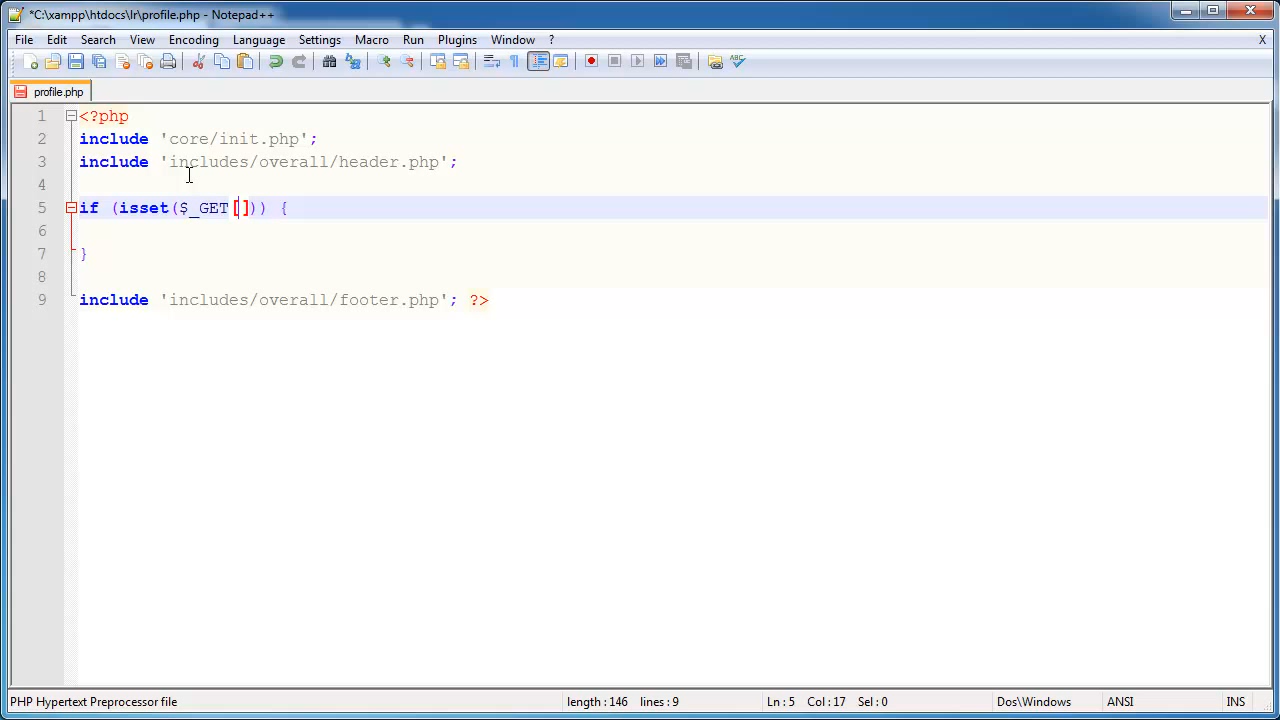 *C:\xampp\htdocs\lr\profile.php - Notepad++
File Edit Search View Encoding Language Settings Macro Run Plugins Window ? X
profile.php
1 <?php
2 include 'core/init.php';
3 include 'includes/overall/header.php';
4
5 if (isset($_GET[])) {
6
7 }
8
9 include 'includes/overall/footer.php'; ?>
PHP Hypertext Preprocessor file length : 146 lines : 9 Ln : 5 Col : 17 Sel : 0 Dos\Windows ANSI INS